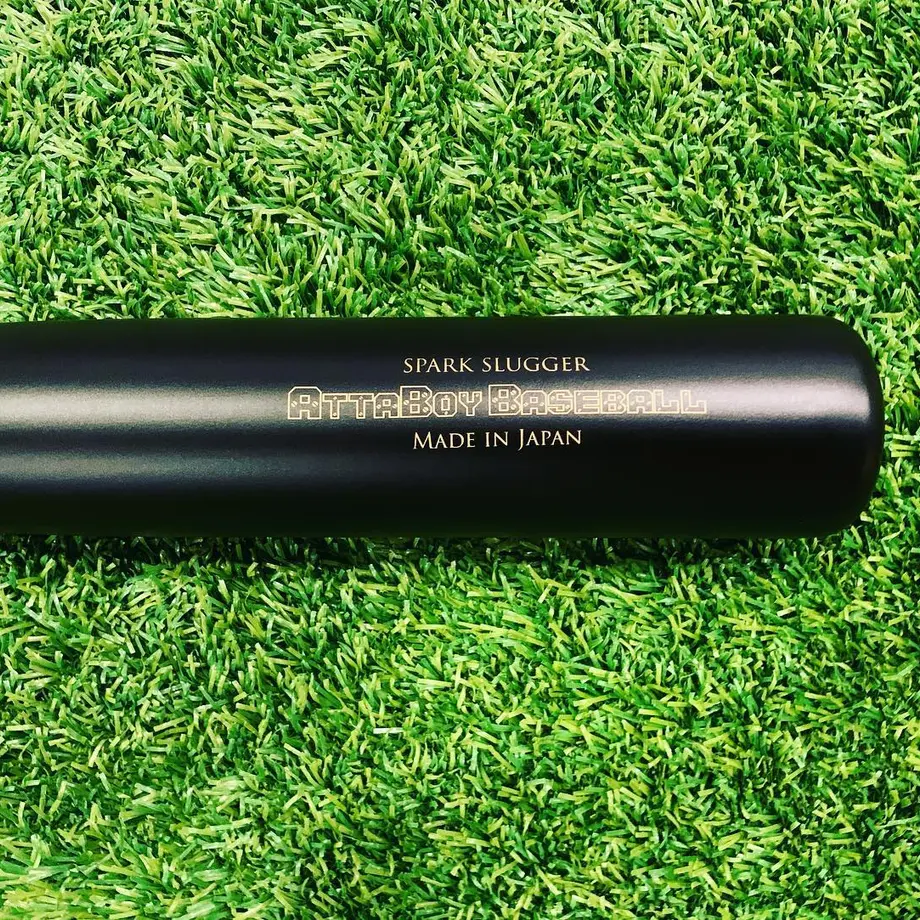 SPARK SLUGGER
ATTABOY BASEBALL
MADE IN JAPAN